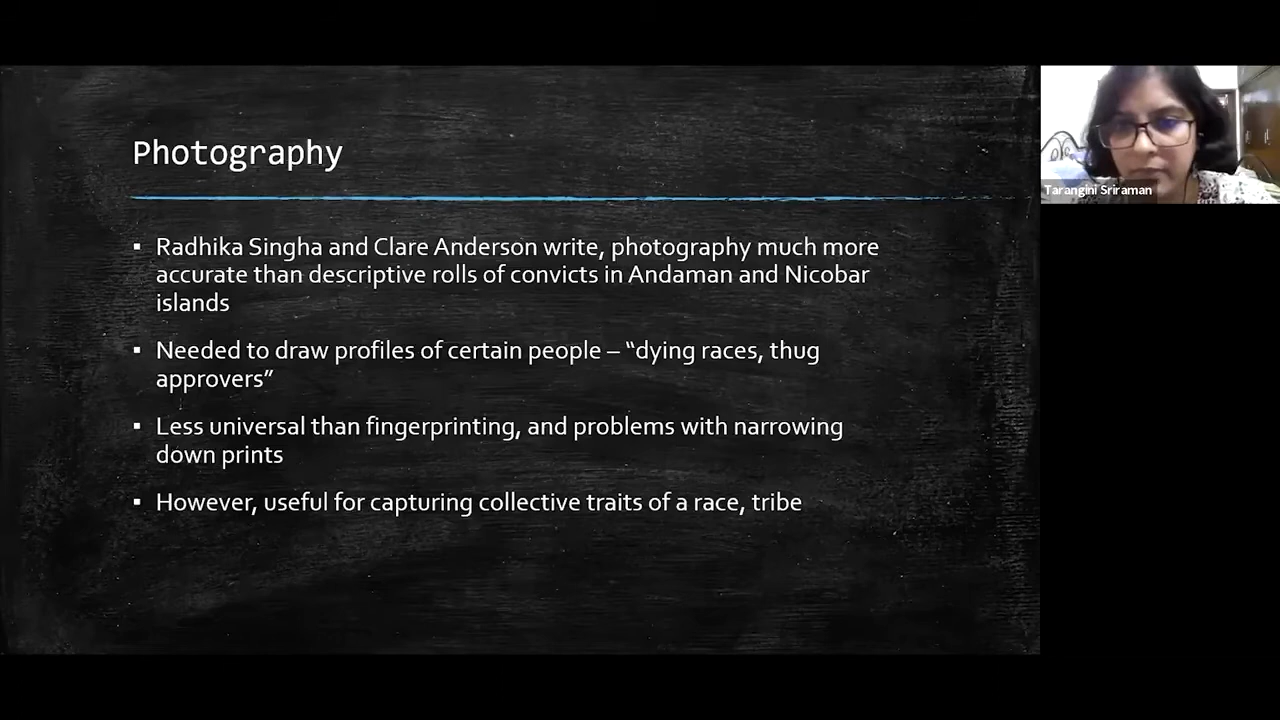 Photography
▪ Radhika Singha and Clare Anderson write, photography much more
accurate than descriptive rolls of convicts in Andaman and Nicobar
islands
▪ Needed to draw profiles of certain people – “dying races, thug
approvers”
▪ Less universal than fingerprinting, and problems with narrowing
down prints
▪ However, useful for capturing collective traits of a race, tribe
Tarangini Sriraman